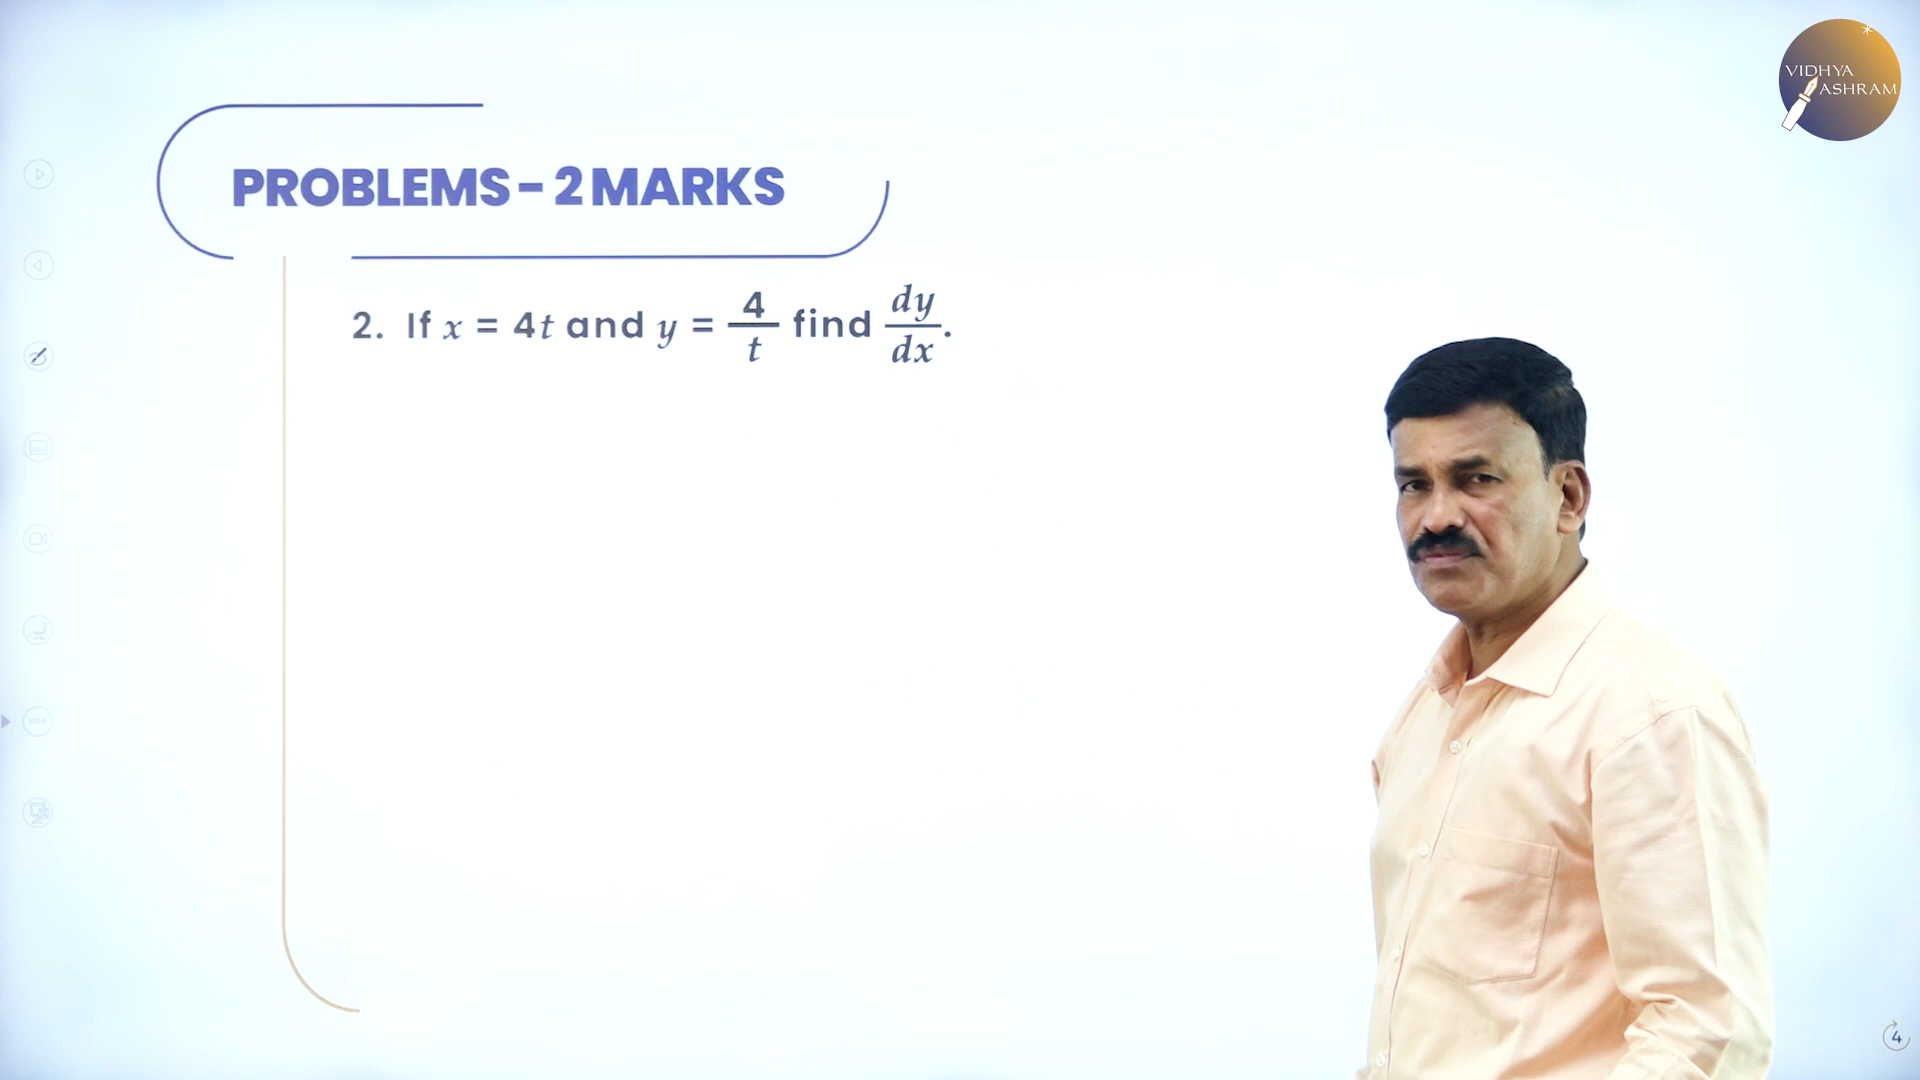 VIDHYA
ASHRAM
PROBLEMS – 2 MARKS
2. If x = 4t and y = 4/t find dy/dx.
4